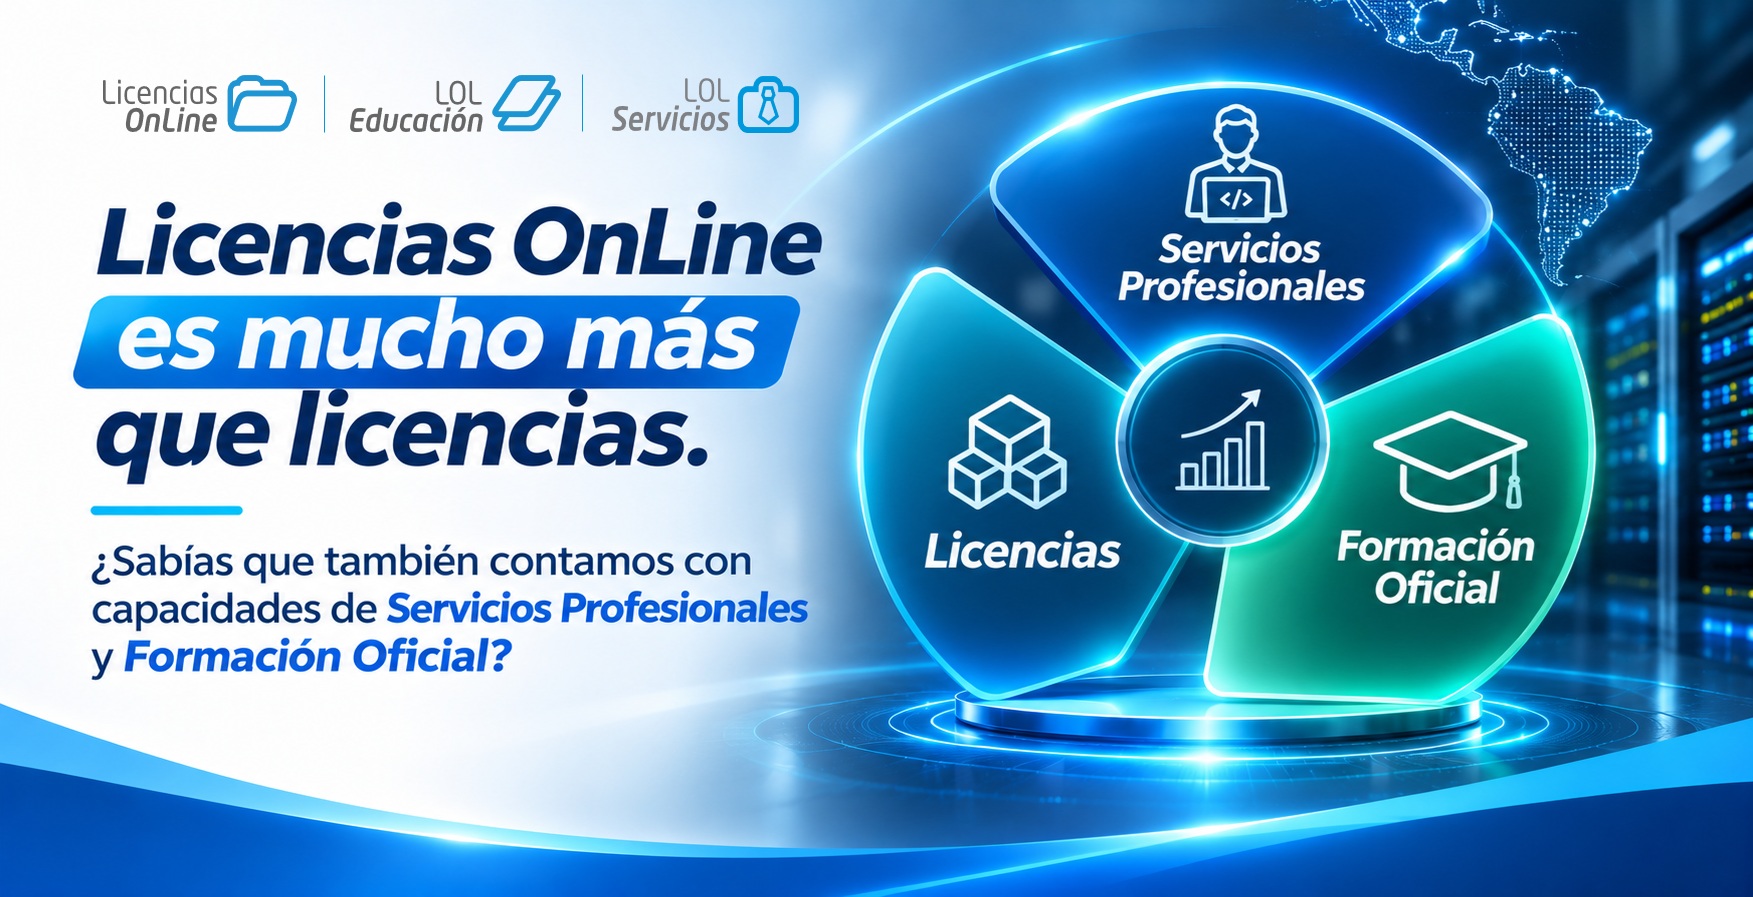 Licencias
OnLine
LOL
Educación
LOL
Servicios
Licencias OnLine
es mucho más
que licencias.
¿Sabías que también contamos con
capacidades de Servicios Profesionales
y Formación Oficial?
</>
Servicios
Profesionales
Licencias
Formación
Oficial